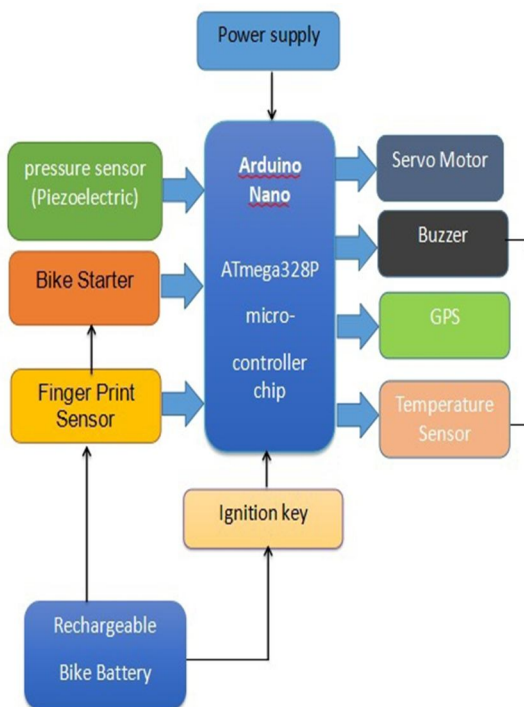 Power supply
pressure sensor
(Piezoelectric)
Arduino
Nano
ATmega328P
micro-
controller
chip
Servo Motor
Buzzer
Bike Starter
GPS
Finger Print
Sensor
Temperature
Sensor
Ignition key
Rechargeable
Bike Battery